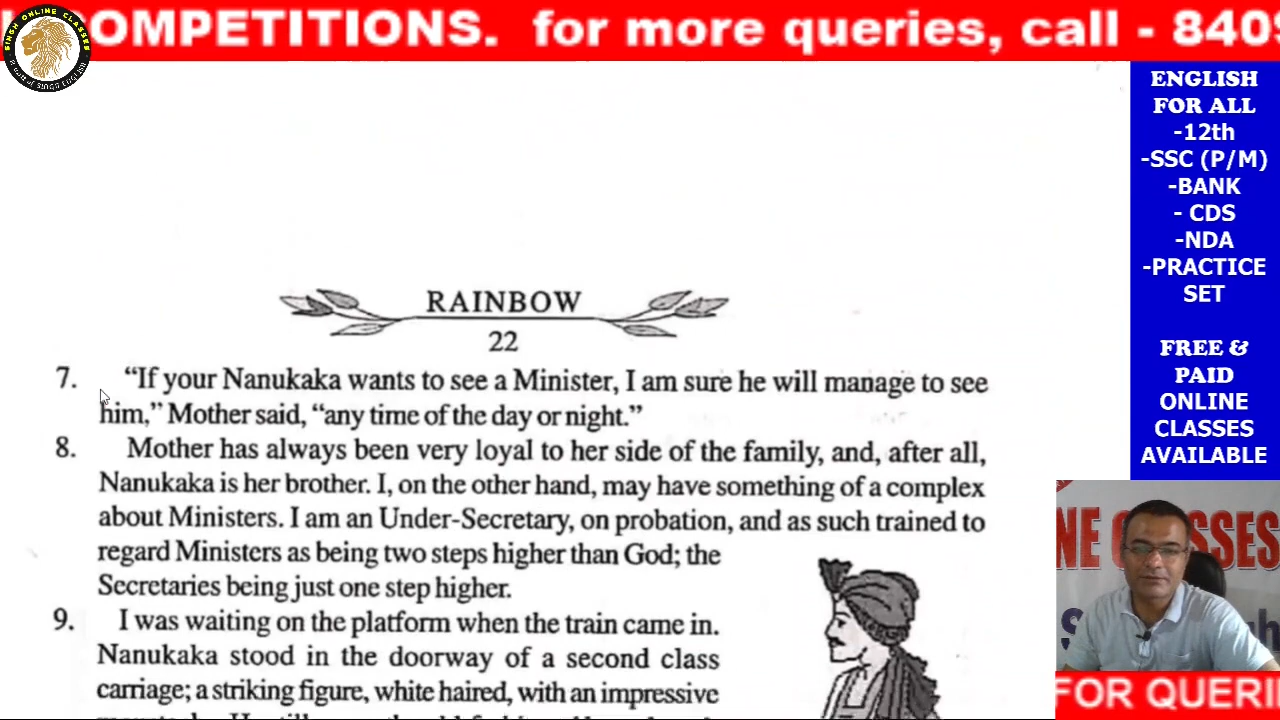 OMPETITIONS. for more queries, call - 840
SINGH ONLINE CLASSES
ENGLISH
FOR ALL
-12th
-SSC (P/M)
-BANK
- CDS
-NDA
-PRACTICE
SET
FREE &
PAID
ONLINE
CLASSES
AVAILABLE
RAINBOW
22
7. “If your Nanukaka wants to see a Minister, I am sure he will manage to see
him,” Mother said, “any time of the day or night.”
8. Mother has always been very loyal to her side of the family, and, after all,
Nanukaka is her brother. I, on the other hand, may have something of a complex
about Ministers. I am an Under-Secretary, on probation, and as such trained to
regard Ministers as being two steps higher than God; the
Secretaries being just one step higher.
9. I was waiting on the platform when the train came in.
Nanukaka stood in the doorway of a second class
carriage; a striking figure, white haired, with an impressive
NE C ASSES
FOR QUERI